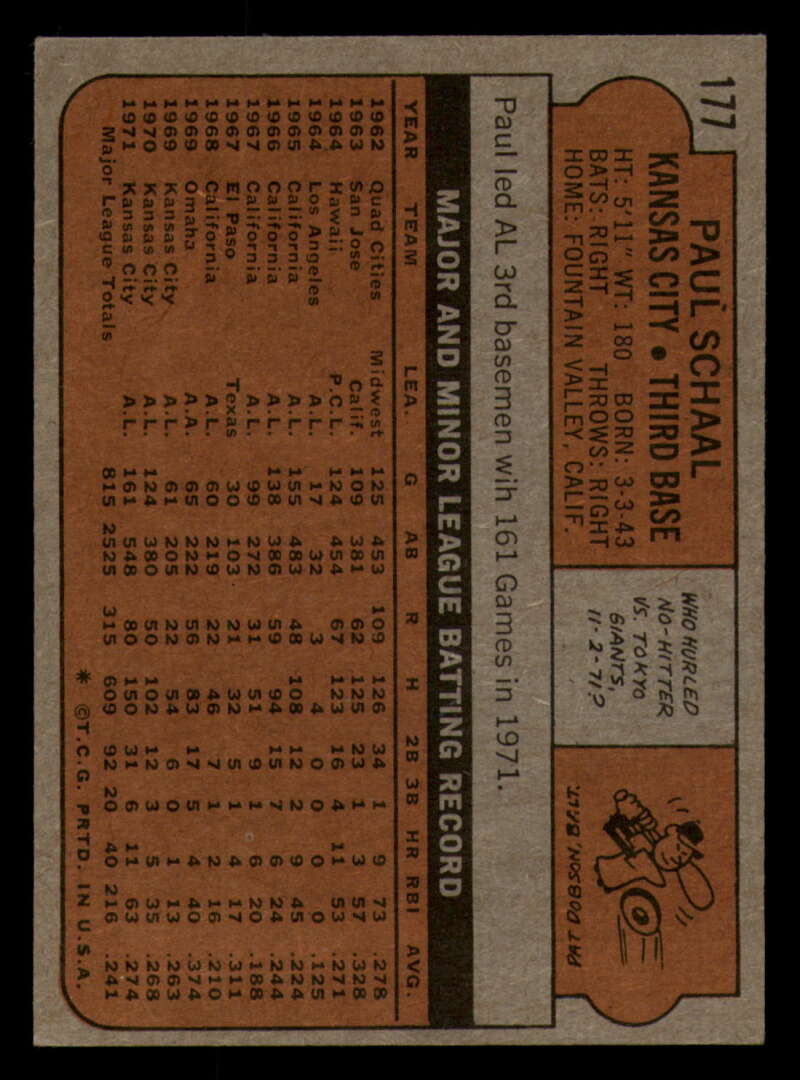 177
PAUL SCHAAL
KANSAS CITY • THIRD BASE
HT: 5'11" WT: 180 BORN: 3-3-43
BATS: RIGHT THROWS: RIGHT
HOME: FOUNTAIN VALLEY, CALIF.
WHO HURLED
NO-HITTER
VS. TOKYO
GIANTS,
11-2-71?
PAT DOBSON, BALT.
Paul led AL 3rd basemen wih 161 Games in 1971.
MAJOR AND MINOR LEAGUE BATTING RECORD
YEAR TEAM LEA. G AB R H 2B 3B HR RBI AVG.
1962 Quad Cities Midwest 125 453 109 126 34 1 9 73 .278
1963 San Jose Calif. 109 381 62 125 23 1 3 57 .328
1964 Hawaii P.C.L. 124 454 67 123 16 4 11 53 .271
1964 Los Angeles A.L. 17 32 3 4 0 0 0 0 .125
1965 California A.L. 155 483 48 108 12 2 9 45 .224
1966 California A.L. 138 386 59 94 15 7 6 24 .244
1967 California A.L. 99 272 31 51 9 1 6 20 .188
1967 El Paso Texas 30 103 21 32 5 1 4 17 .311
1968 California A.L. 60 219 22 46 7 1 2 16 .210
1969 Omaha A.A. 65 222 56 83 17 5 4 40 .374
1969 Kansas City A.L. 61 205 22 54 6 0 1 13 .263
1970 Kansas City A.L. 124 380 50 102 12 3 5 35 .268
1971 Kansas City A.L. 161 548 80 150 31 6 11 63 .274
Major League Totals 815 2525 315 609 92 20 40 216 .241
* ©T.C.G. PRTD. IN U.S.A.